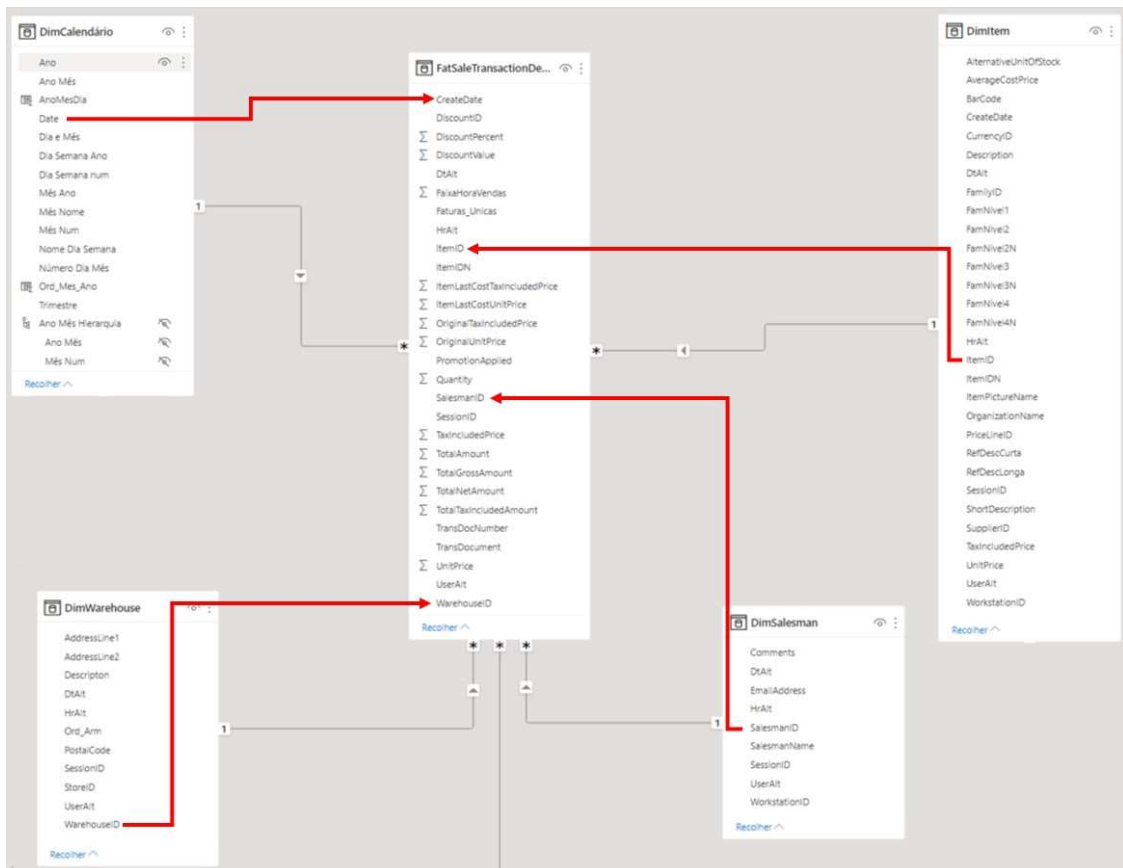 DimCalendário
Ano
Ano Mês
AnoMesDia
Date
Dia e Mês
Dia Semana Ano
Dia Semana num
Mês Ano
Mês Nome
Mês Num
Nome Dia Semana
Número Dia Mês
Ord_Mes_Ano
Trimestre
Ano Mês Hierarquia
Ano Mês
Mês Num
Recolher
1
*
FatSaleTransactionDe...
CreateDate
DiscountID
DiscountPercent
DiscountValue
DtAlt
FaixaHoraVendas
Faturas_Unicas
HrAlt
ItemID
ItemIDN
ItemLastCostTaxIncludedPrice
ItemLastCostUnitPrice
OriginalTaxIncludedPrice
OriginalUnitPrice
PromotionApplied
Quantity
SalesmanID
SessionID
TaxIncludedPrice
TotalAmount
TotalGrossAmount
TotalNetAmount
TotalTaxIncludedAmount
TransDocNumber
TransDocument
UnitPrice
UserAlt
WarehouseID
Recolher
* * *
*
1
DimItem
AlternativeUnitOfStock
AverageCostPrice
BarCode
CreateDate
CurrencyID
Description
DtAlt
FamilyID
FamNivel1
FamNivel2
FamNivel2N
FamNivel3
FamNivel3N
FamNivel4
FamNivel4N
HrAlt
ItemID
ItemIDN
ItemPictureName
OrganizationName
PriceLineID
RefDescCurta
RefDescLonga
SessionID
ShortDescription
SupplierID
TaxIncludedPrice
UnitPrice
UserAlt
WorkstationID
Recolher
DimWarehouse
AddressLine1
AddressLine2
Descripton
DtAlt
HrAlt
Ord_Arm
PostalCode
SessionID
StoreID
UserAlt
WarehouseID
Recolher
1
1
DimSalesman
Comments
DtAlt
EmailAddress
HrAlt
SalesmanID
SalesmanName
SessionID
UserAlt
WorkstationID
Recolher